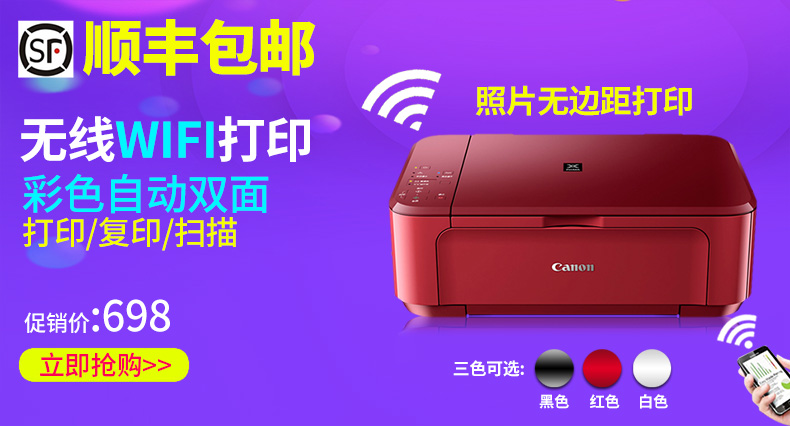 SF 顺丰包邮
照片无边距打印
无线WIFI打印
彩色自动双面
打印/复印/扫描
Canon
促销价:698
立即抢购>>
三色可选:
黑色 红色 白色